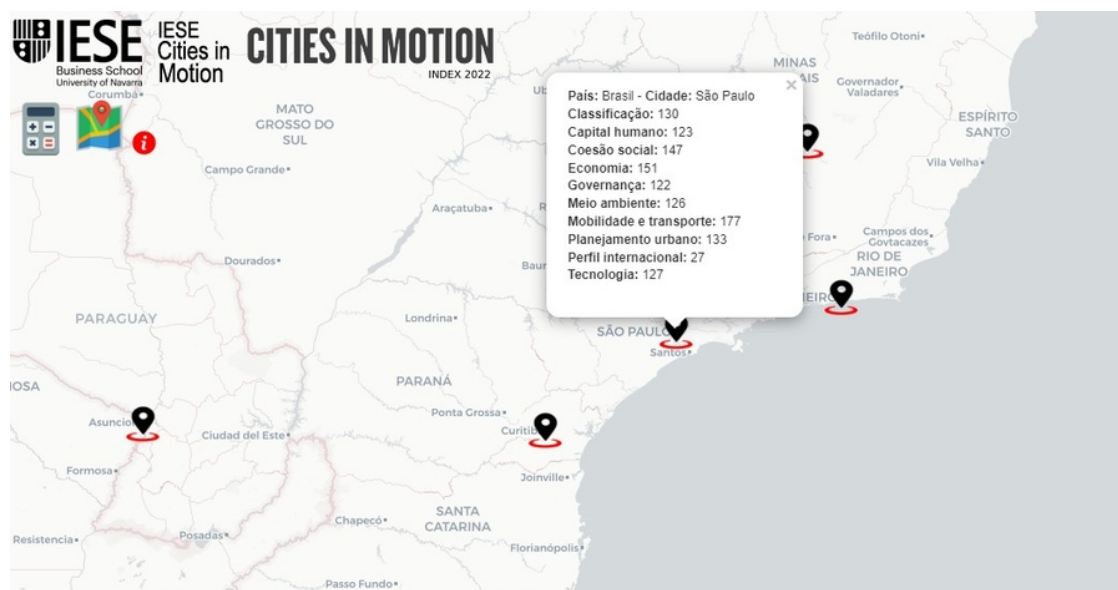 IESE
Business School
University of Navarra
IESE
Cities in
Motion
CITIES IN MOTION
INDEX 2022
País: Brasil - Cidade: São Paulo
Classificação: 130
Capital humano: 123
Coesão social: 147
Economia: 151
Governança: 122
Meio ambiente: 126
Mobilidade e transporte: 177
Planejamento urbano: 133
Perfil internacional: 27
Tecnologia: 127
×
i
Teófilo Otoni
MINAS
Governador
Valadares
ESPÍRITO
SANTO
Vila Velha
Corumbá
MATO
GROSSO DO
SUL
Campo Grande
Araçatuba
Campos dos
Govtacazes
RIO DE
JANEIRO
Dourados
PARAGUAY
Londrina
SÃO PAULO
Santos
PARANÁ
Ponta Grossa
Ciudad del Este
Formosa
Joinville
SANTA
CATARINA
Chapecó
Resistencia
Posadas
Florianópolis
Passo Fundo